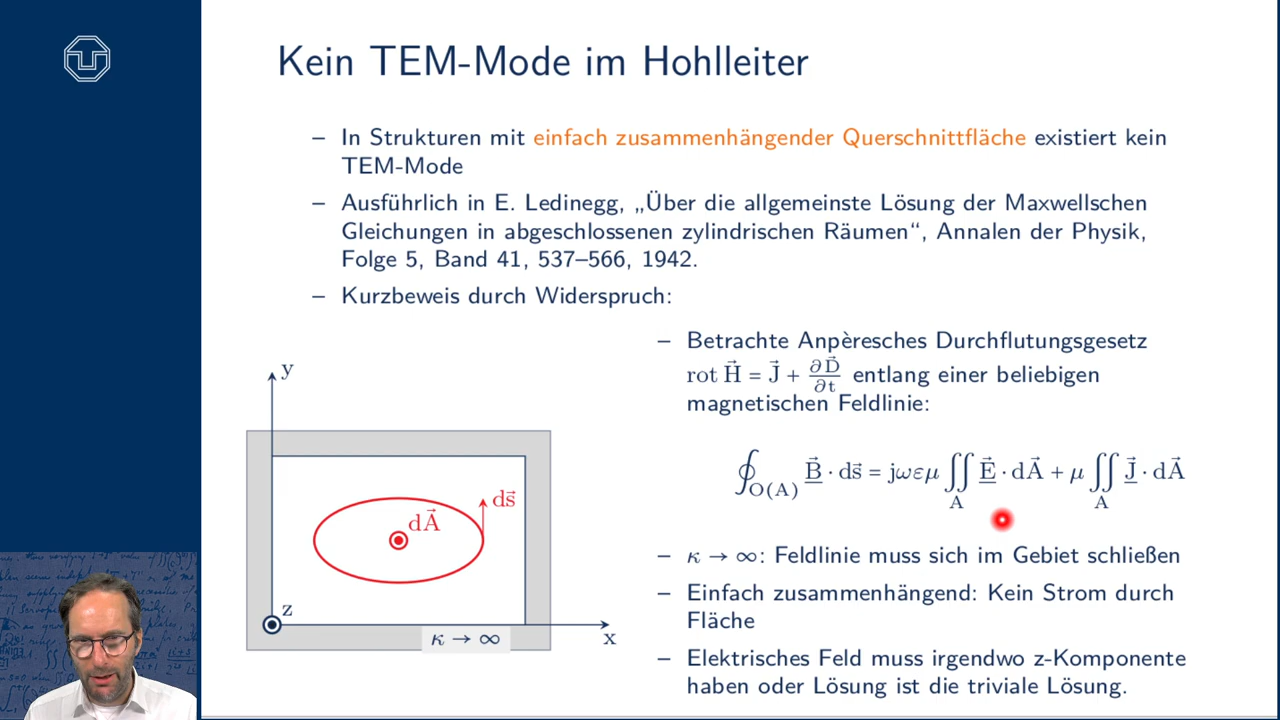 Kein TEM-Mode im Hohlleiter
– In Strukturen mit einfach zusammenhängender Querschnittfläche existiert kein
TEM-Mode
– Ausführlich in E. Ledinegg, „Über die allgemeinste Lösung der Maxwellschen
Gleichungen in abgeschlossenen zylindrischen Räumen“, Annalen der Physik,
Folge 5, Band 41, 537–566, 1942.
– Kurzbeweis durch Widerspruch:
– Betrachte Anpèresches Durchflutungsgesetz
rot H⃗ = J⃗ + ∂D⃗/∂t entlang einer beliebigen
magnetischen Feldlinie:
∮_O(A) B⃗ · ds⃗ = jωεμ ∬_A E⃗ · dA⃗ + μ ∬_A J⃗ · dA⃗
– κ → ∞: Feldlinie muss sich im Gebiet schließen
– Einfach zusammenhängend: Kein Strom durch
Fläche
– Elektrisches Feld muss irgendwo z-Komponente
haben oder Lösung ist die triviale Lösung.
y
ds⃗
dA⃗
z
κ → ∞
x